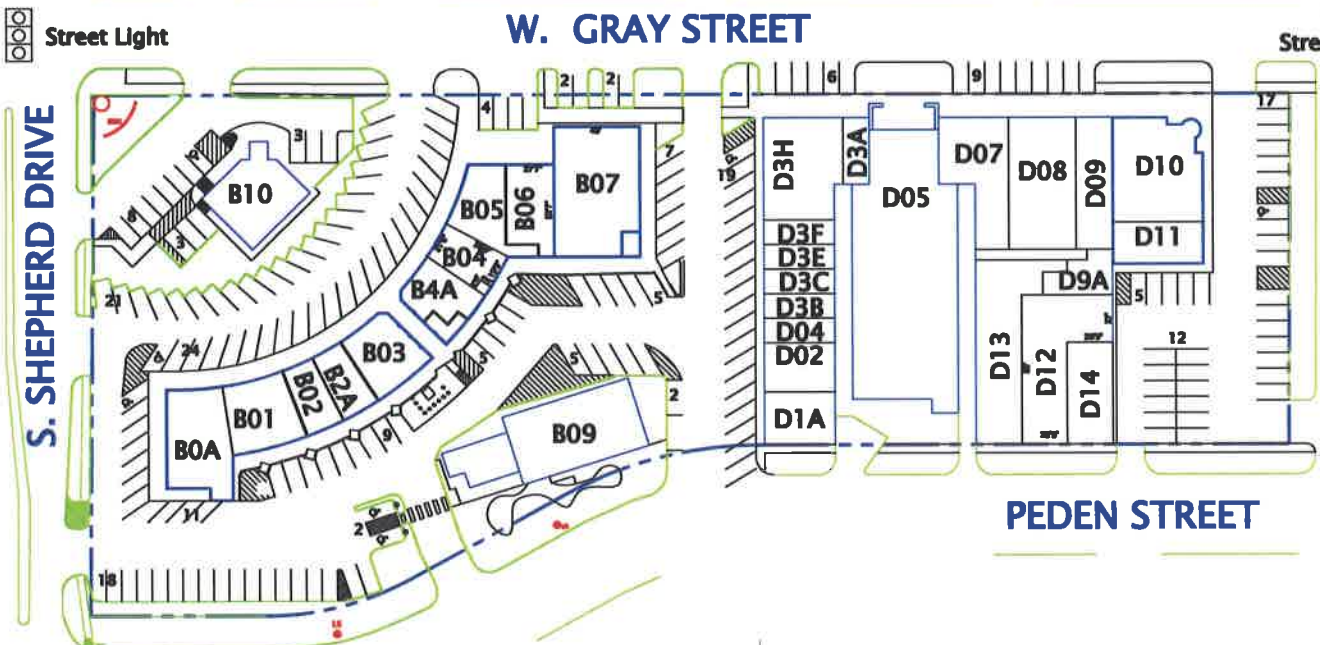 W. GRAY STREET
Street Light
Stre
S. SHEPHERD DRIVE
2
2
6
9
17
4
3
7
19
B10
8
3
21
B05
B06
B07
B04
B4A
5
D3H
D3A
D05
D07
D08
D09
D10
D11
D3F
D3E
D3C
D3B
D04
D02
D1A
D9A
5
12
D13
D12
D14
6
24
B03
B2A
B02
B01
B0A
5
5
2
9
B09
11
2
18
PEDEN STREET